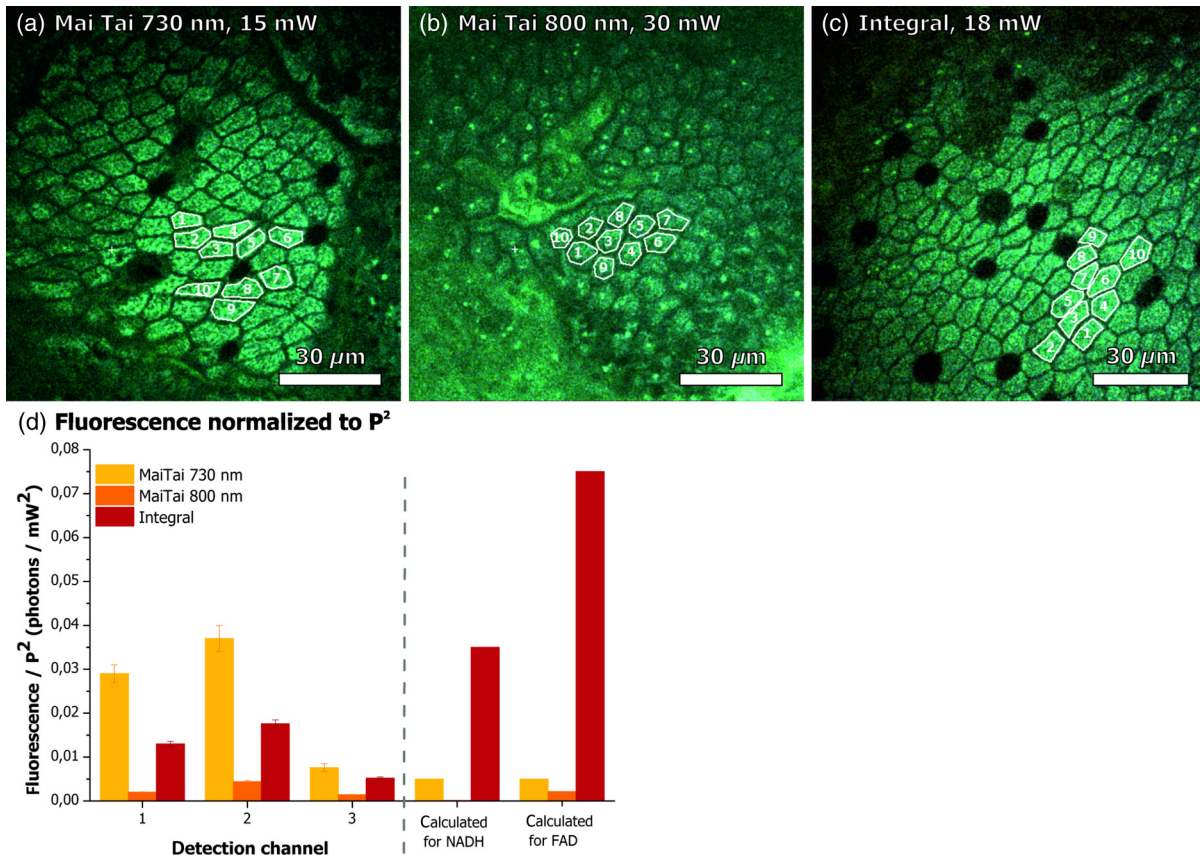 (a) Mai Tai 730 nm, 15 mW
1
2
3
4
5
6
7
8
9
10
30 µm
(b) Mai Tai 800 nm, 30 mW
8
2
5
7
10
3
1
4
6
9
30 µm
(c) Integral, 18 mW
9
8
10
7
6
5
4
3
1
2
30 µm
(d) Fluorescence normalized to P²
Fluorescence / P² (photons / mW²)
0,08
0,07
0,06
0,05
0,04
0,03
0,02
0,01
0,00
MaiTai 730 nm
MaiTai 800 nm
Integral
1
2
3
Detection channel
Calculated
for NADH
Calculated
for FAD